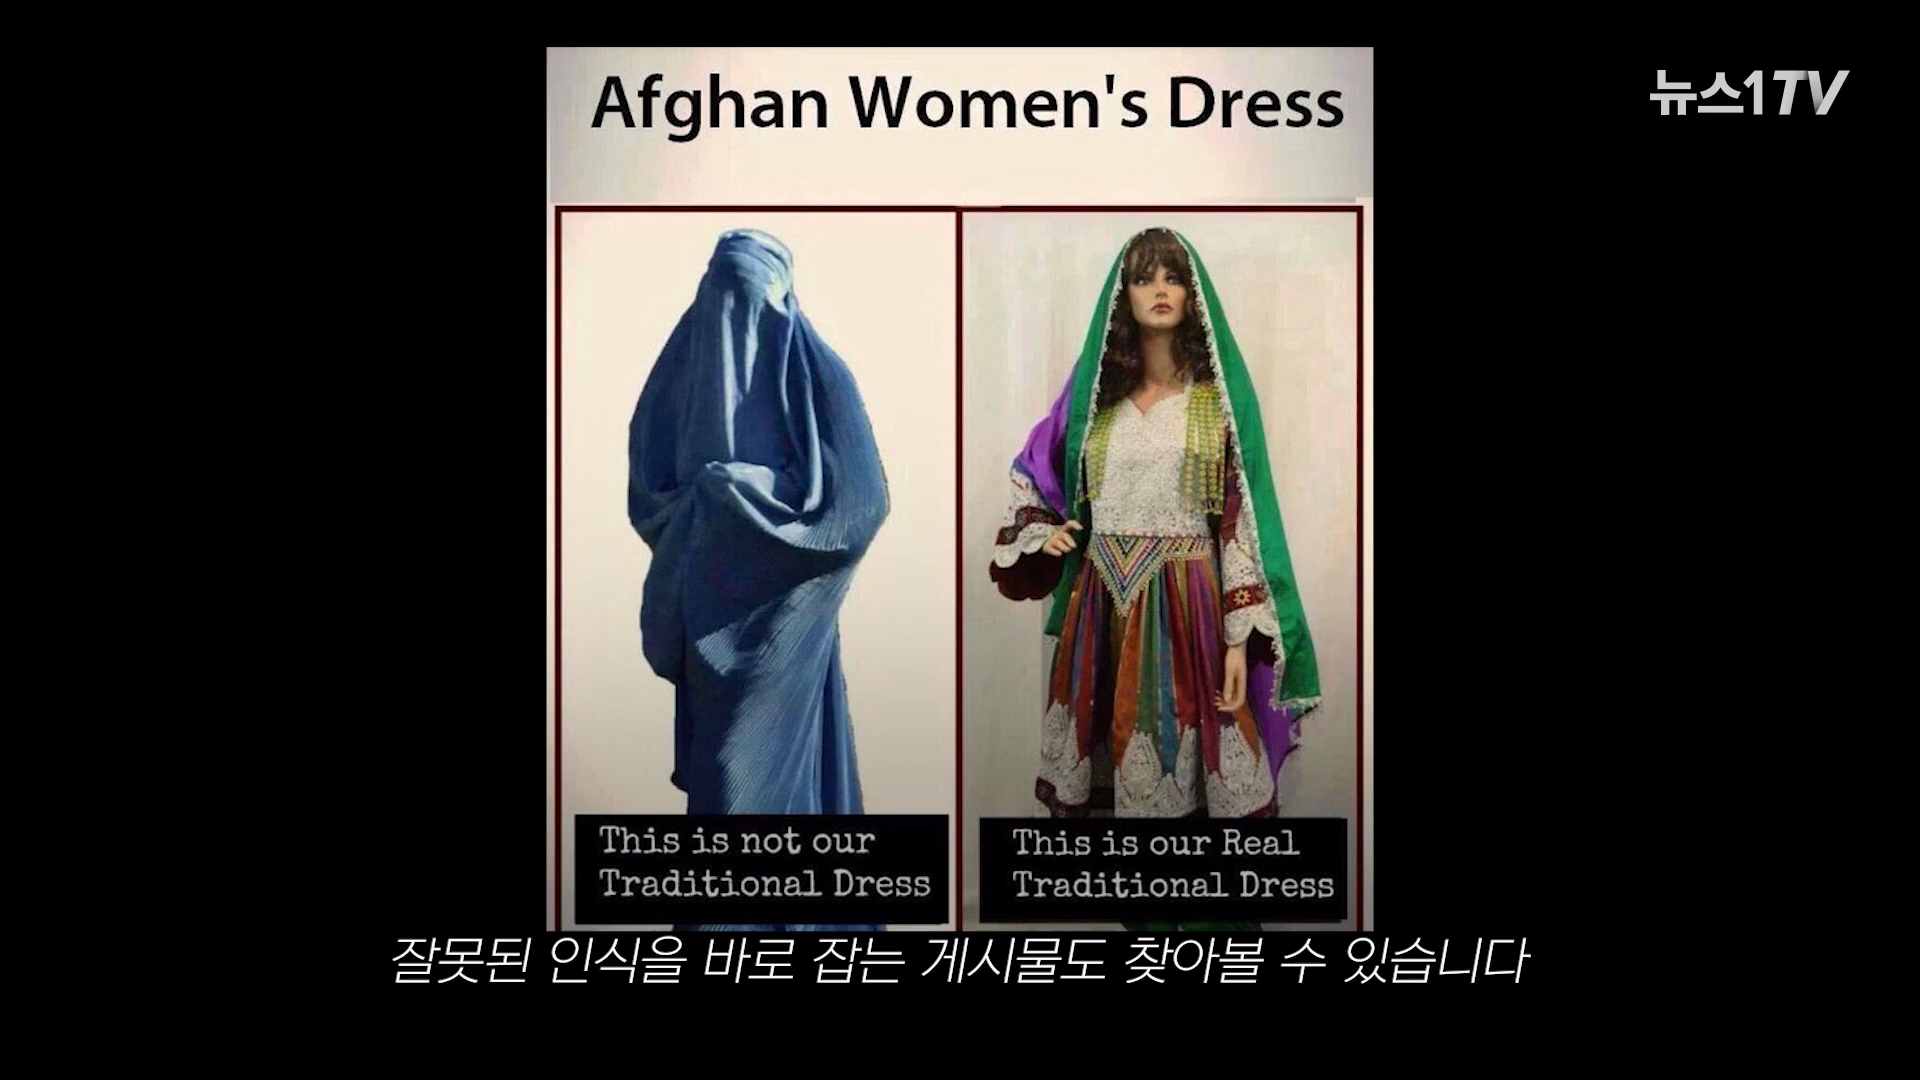 뉴스1TV
Afghan Women's Dress
This is not our
Traditional Dress
This is our Real
Traditional Dress
잘못된 인식을 바로 잡는 게시물도 찾아볼 수 있습니다